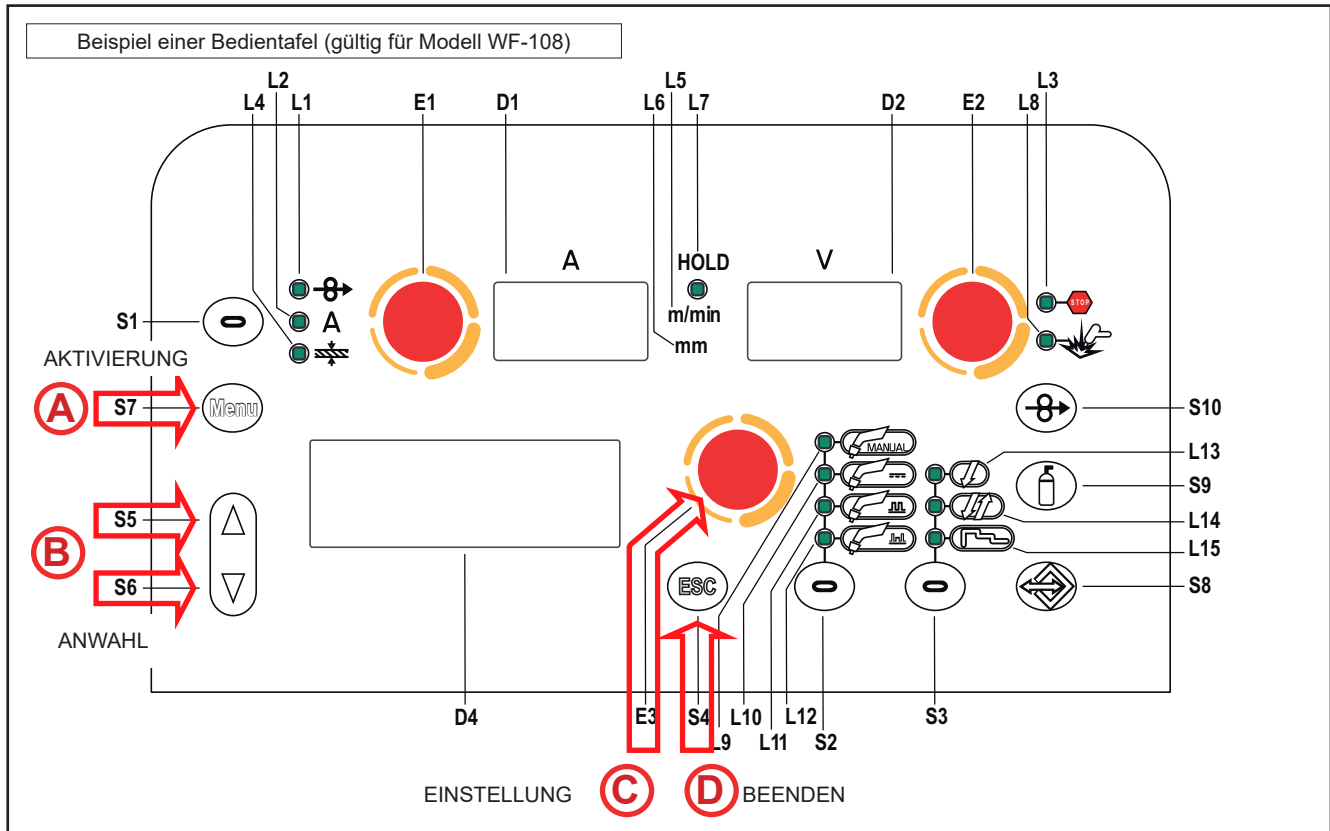 Beispiel einer Bedientafel (gültig für Modell WF-108)
L2 L5 L3
L4 L1 E1 D1 L6 L7 D2 E2 L8
A HOLD V
STOP
m/min
S1 A mm
AKTIVIERUNG
A S7 Menu S10
MANUAL
L13
S5 S9
L14
B L15
S6 ESC S8
ANWAHL
D4 E3 S4 L10 L12 S3
L9 L11 S2
EINSTELLUNG C D BEENDEN